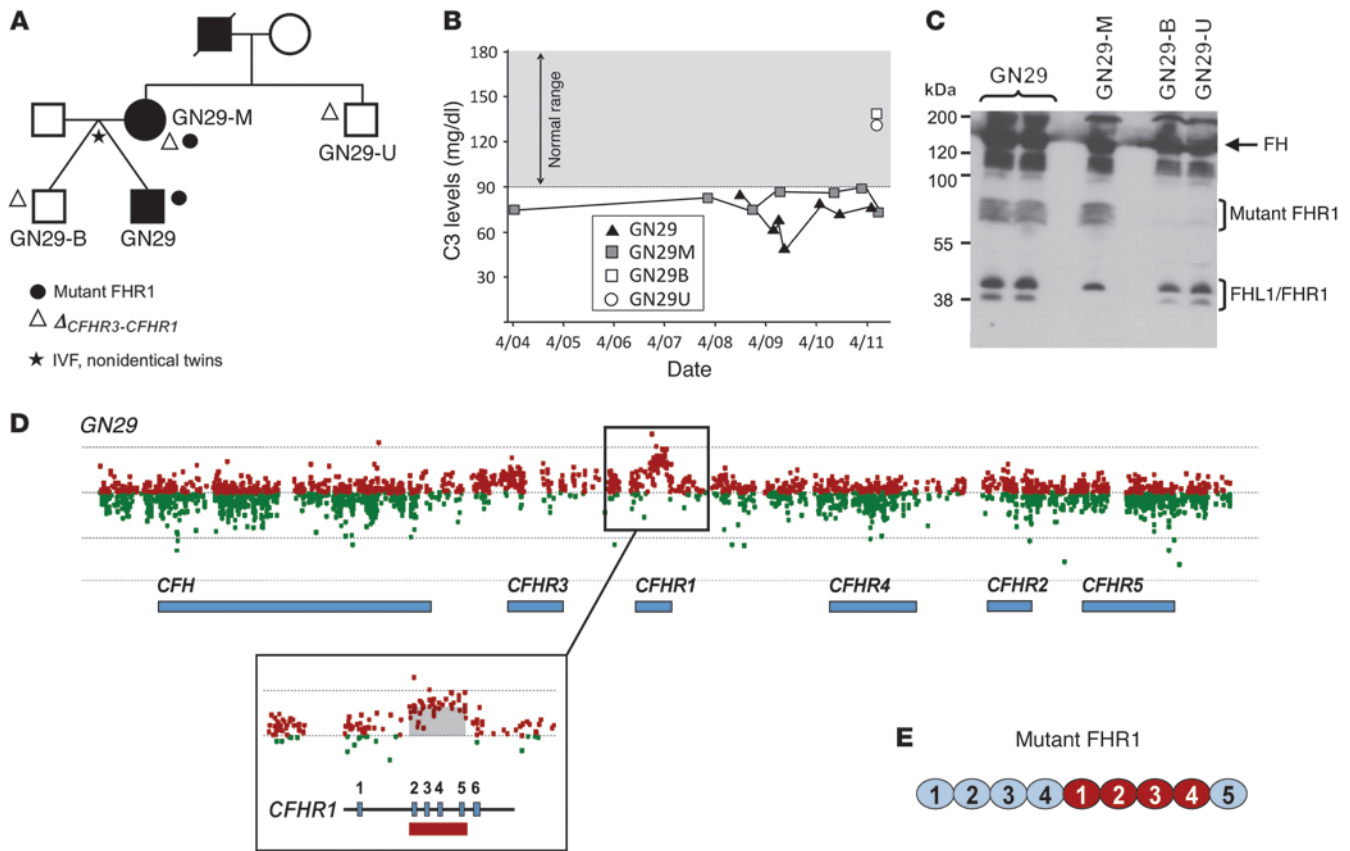 A
GN29-M
GN29-U
GN29-B
GN29
Mutant FHR1
ΔCFHR3-CFHR1
IVF, nonidentical twins
B
C3 levels (mg/dl)
180
150
120
90
60
30
Normal range
GN29
GN29M
GN29B
GN29U
4/04 4/05 4/06 4/07 4/08 4/09 4/10 4/11
Date
C
kDa
GN29
GN29-M
GN29-B
GN29-U
200
120
100
55
38
FH
Mutant FHR1
FHL1/FHR1
D
GN29
CFH CFHR3 CFHR1 CFHR4 CFHR2 CFHR5
1 2 3 4 5 6
CFHR1
E
Mutant FHR1
1 2 3 4 1 2 3 4 5